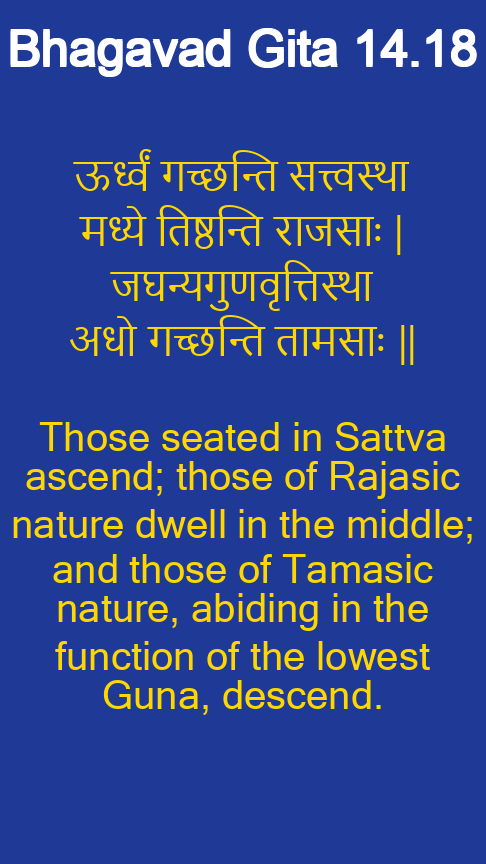 Bhagavad Gita 14.18
ऊर्ध्वं गच्छन्ति सत्त्वस्था
मध्ये तिष्ठन्ति राजसाः |
जघन्यगुणवृत्तिस्था
अधो गच्छन्ति तामसाः ||
Those seated in Sattva
ascend; those of Rajasic
nature dwell in the middle;
and those of Tamasic
nature, abiding in the
function of the lowest
Guna, descend.